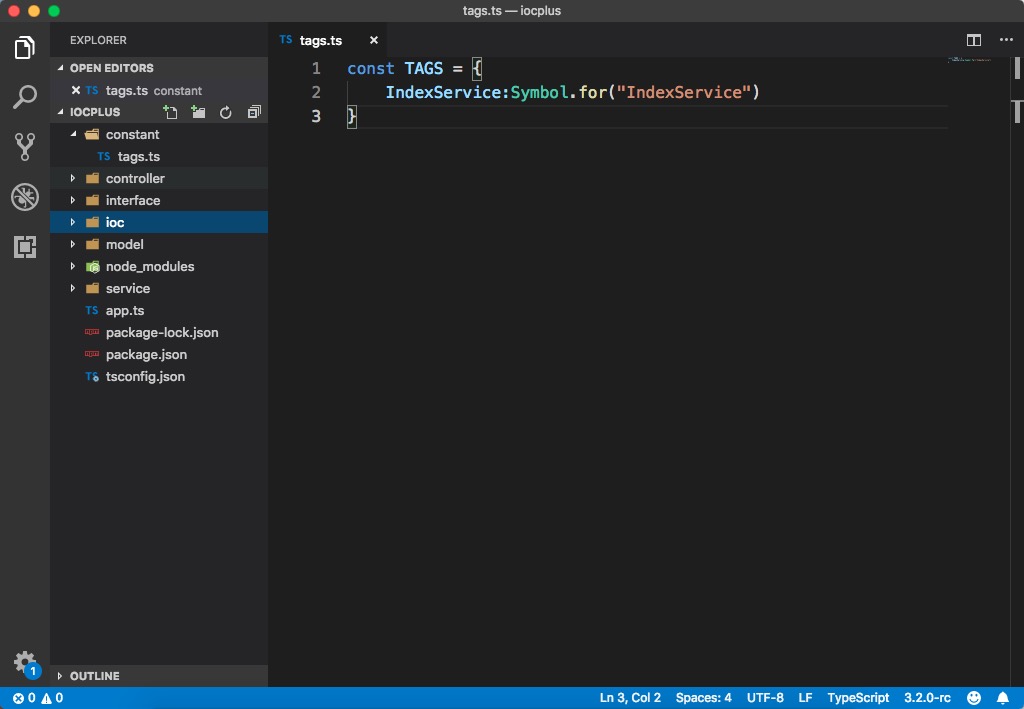 tags.ts — iocplus
EXPLORER
OPEN EDITORS
TS tags.ts constant
IOCPLUS
constant
TS tags.ts
controller
interface
ioc
model
node_modules
service
TS app.ts
package-lock.json
package.json
TS tsconfig.json
OUTLINE
1
TS tags.ts
1 const TAGS = {
2 IndexService:Symbol.for("IndexService")
3 }
0 0
Ln 3, Col 2 Spaces: 4 UTF-8 LF TypeScript 3.2.0-rc